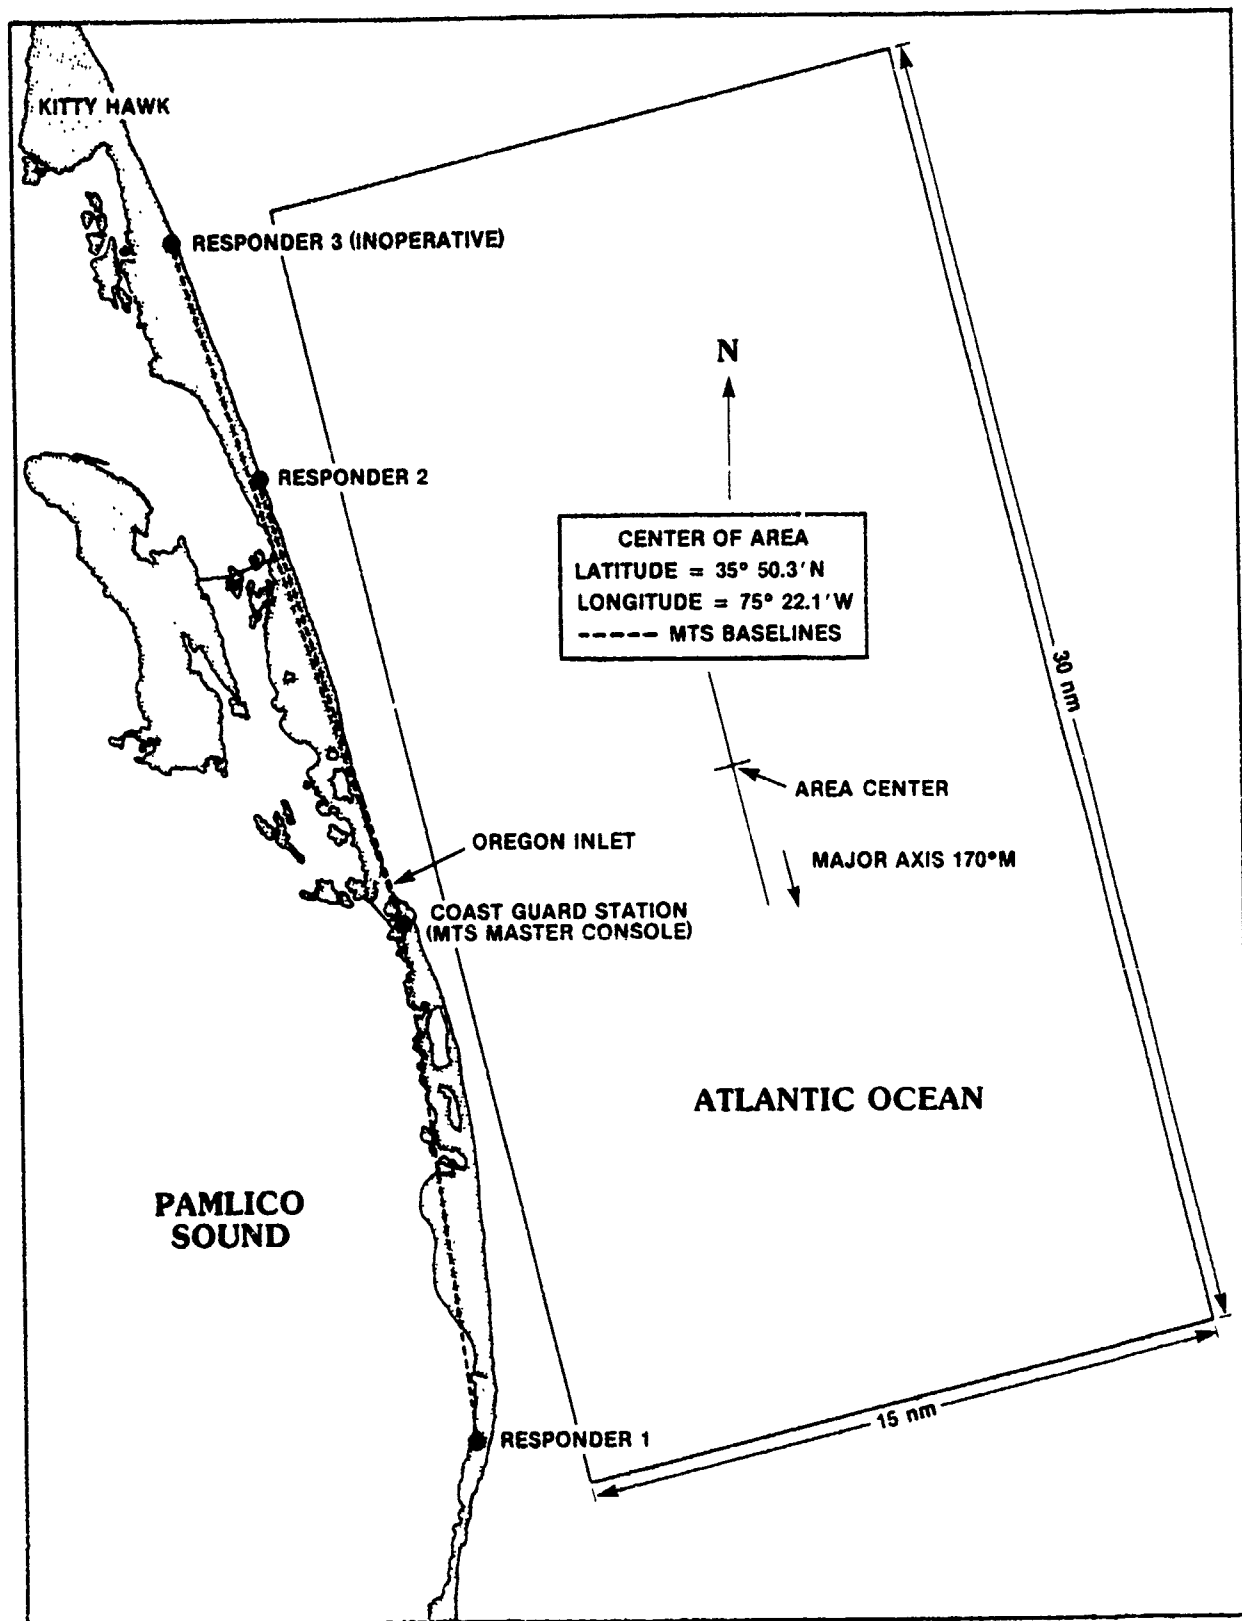 KITTY HAWK
RESPONDER 3 (INOPERATIVE)
N
RESPONDER 2
CENTER OF AREA
LATITUDE = 35° 50.3'N
LONGITUDE = 75° 22.1'W
----- MTS BASELINES
30 nm
AREA CENTER
OREGON INLET
MAJOR AXIS 170°M
COAST GUARD STATION
(MTS MASTER CONSOLE)
ATLANTIC OCEAN
PAMLICO
SOUND
15 nm
RESPONDER 1